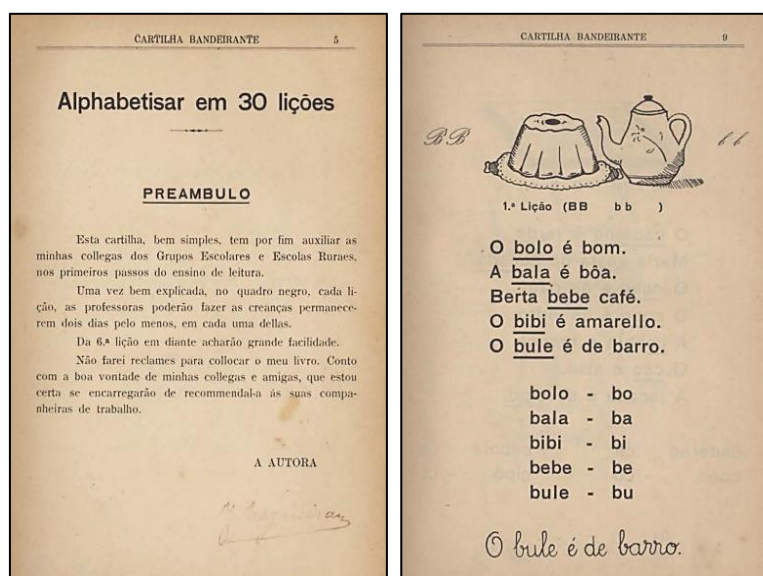 CARTILHA BANDEIRANTE 5
Alphabetisar em 30 lições
PREAMBULO
Esta cartilha, bem simples, tem por fim auxiliar as
minhas collegas dos Grupos Escolares e Escolas Ruraes,
nos primeiros passos do ensino de leitura.
Uma vez bem explicada, no quadro negro, cada li-
ção, as professoras poderão fazer as creanças permanece-
rem dois dias pelo menos, em cada uma dellas.
Da 6.ª lição em diante acharão grande facilidade.
Não farei reclames para collocar o meu livro. Conto
com a boa vontade de minhas collegas e amigas, que estou
certa se encarregarão de recommendal-a ás suas compa-
nheiras de trabalho.
A AUTORA
CARTILHA BANDEIRANTE 9
B B b b
1.ª Lição (BB b b )
O bolo é bom.
A bala é bôa.
Berta bebe café.
O bibi é amarello.
O bule é de barro.
bolo - bo
bala - ba
bibi - bi
bebe - be
bule - bu
O bule é de barro.